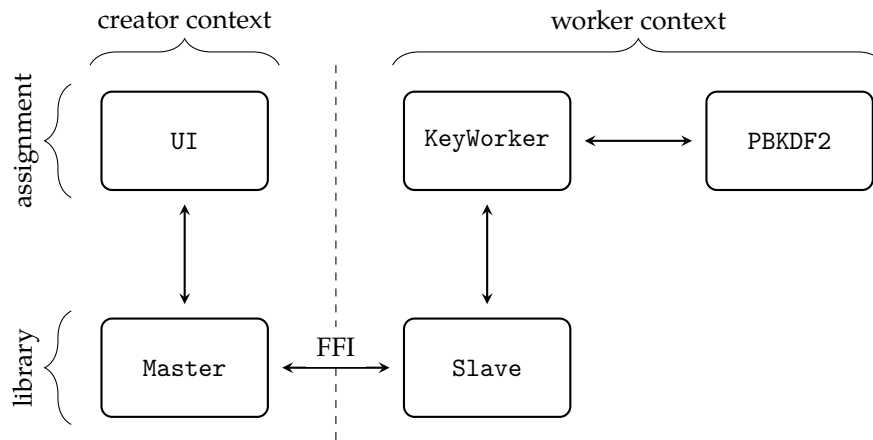 creator context
worker context
assignment
UI
KeyWorker
PBKDF2
library
Master
FFI
Slave